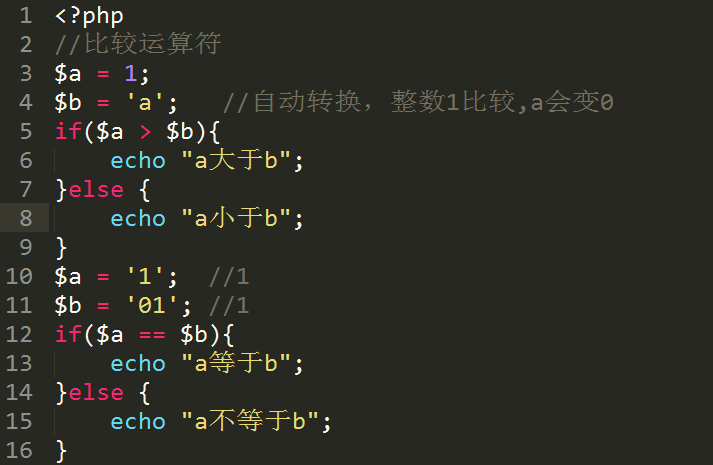 1 <?php
2 //比较运算符
3 $a = 1;
4 $b = 'a';   //自动转换，整数1比较,a会变0
5 if($a > $b){
6     echo "a大于b";
7 }else {
8     echo "a小于b";
9 }
10 $a = '1';  //1
11 $b = '01'; //1
12 if($a == $b){
13     echo "a等于b";
14 }else {
15     echo "a不等于b";
16 }